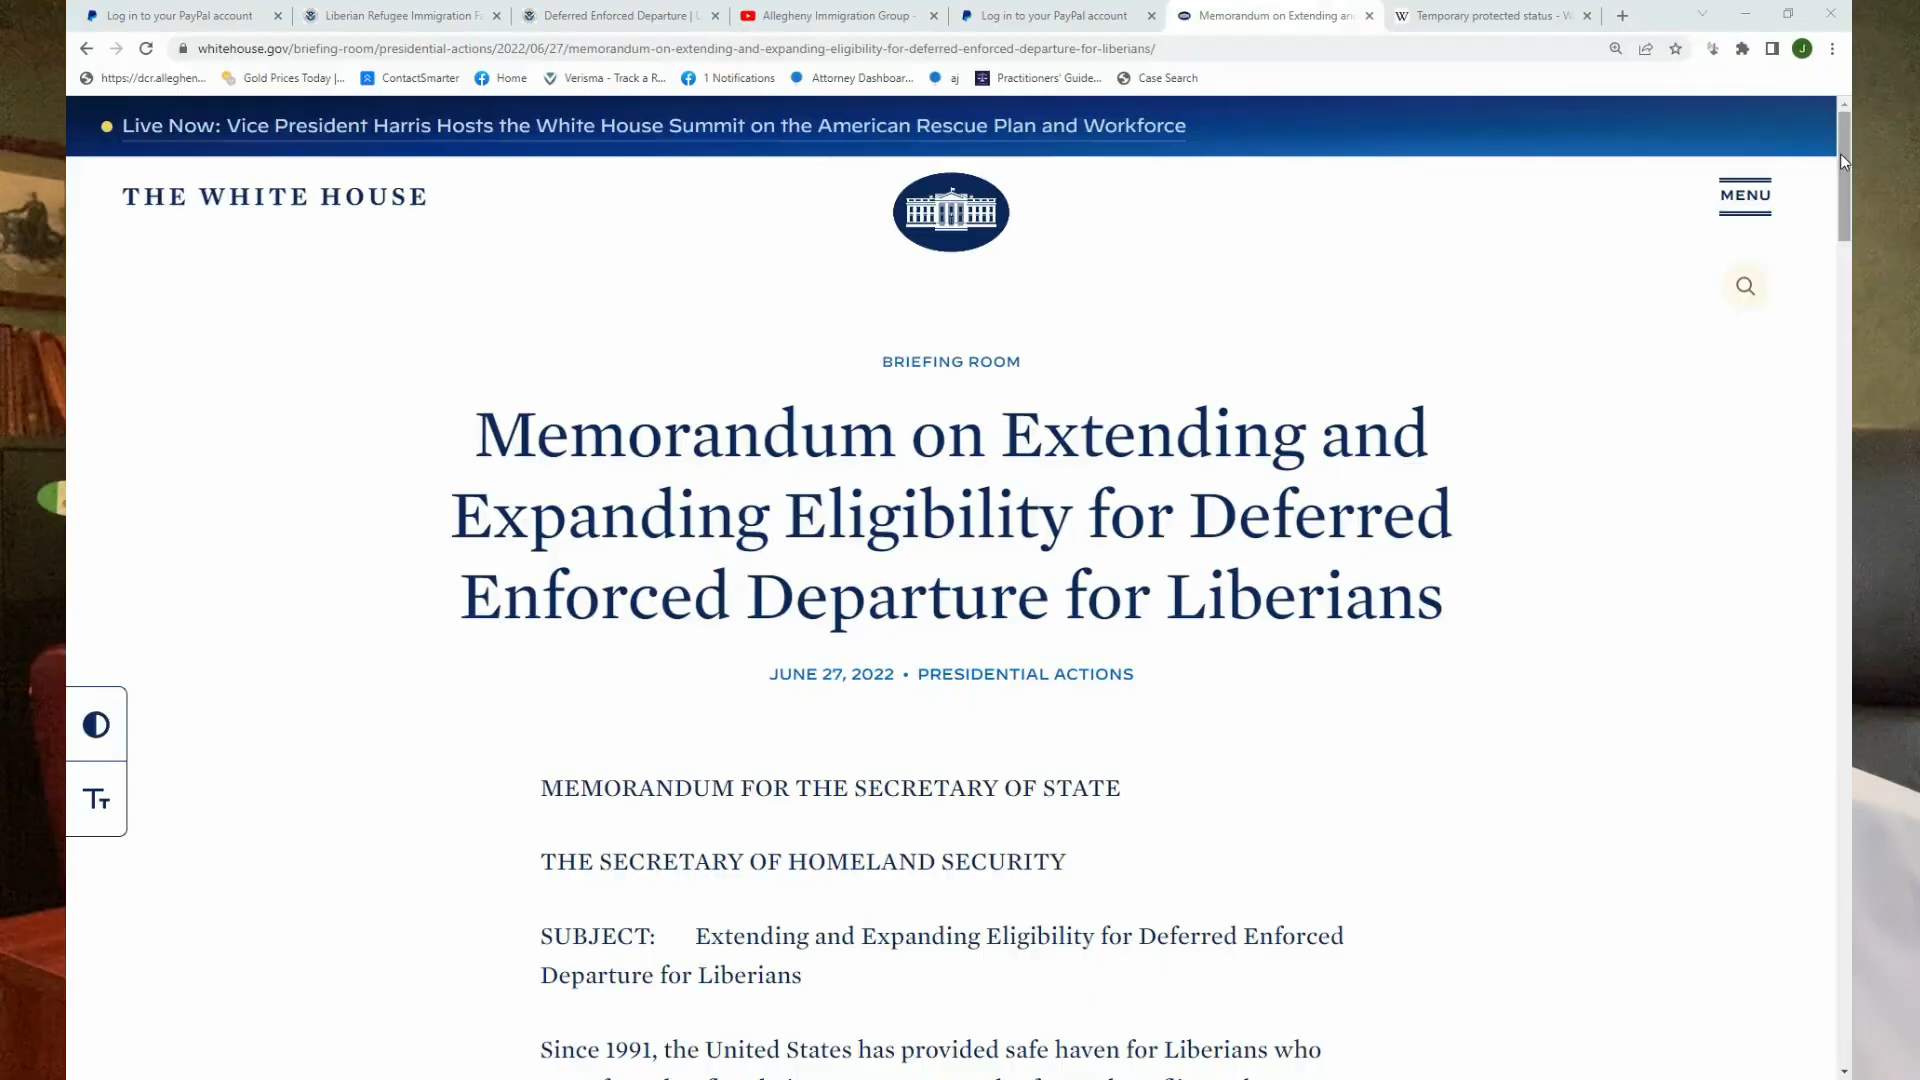 Log in to your PayPal account
Liberian Refugee Immigration F
Deferred Enforced Departure | U
Allegheny Immigration Group -
Log in to your PayPal account
Memorandum on Extending an
Temporary protected status - W
whitehouse.gov/briefing-room/presidential-actions/2022/06/27/memorandum-on-extending-and-expanding-eligibility-for-deferred-enforced-departure-for-liberians/
J
https://dcr.alleghen...
Gold Prices Today |...
ContactSmarter
Home
Verisma - Track a R...
1 Notifications
Attorney Dashboar...
aj
Practitioners' Guide...
Case Search
Live Now: Vice President Harris Hosts the White House Summit on the American Rescue Plan and Workforce
THE WHITE HOUSE
MENU
BRIEFING ROOM
Memorandum on Extending and
Expanding Eligibility for Deferred
Enforced Departure for Liberians
JUNE 27, 2022 • PRESIDENTIAL ACTIONS
MEMORANDUM FOR THE SECRETARY OF STATE
THE SECRETARY OF HOMELAND SECURITY
SUBJECT: Extending and Expanding Eligibility for Deferred Enforced
Departure for Liberians
Since 1991, the United States has provided safe haven for Liberians who